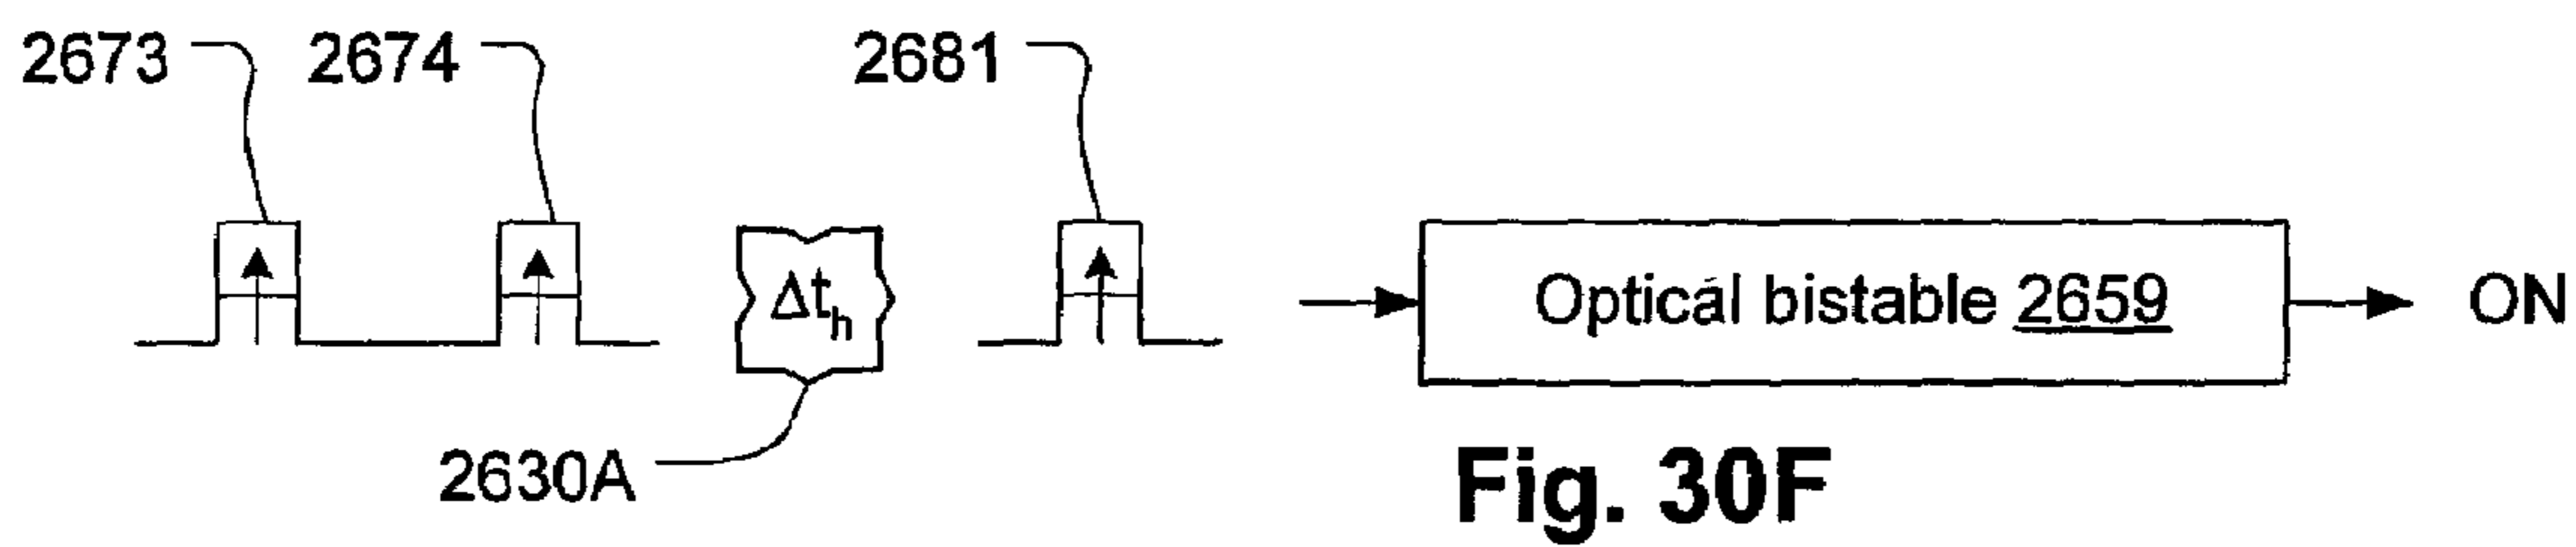 2673 2674 2681
Δtₕ
Optical bistable 2659
ON
2630A
Fig. 30F